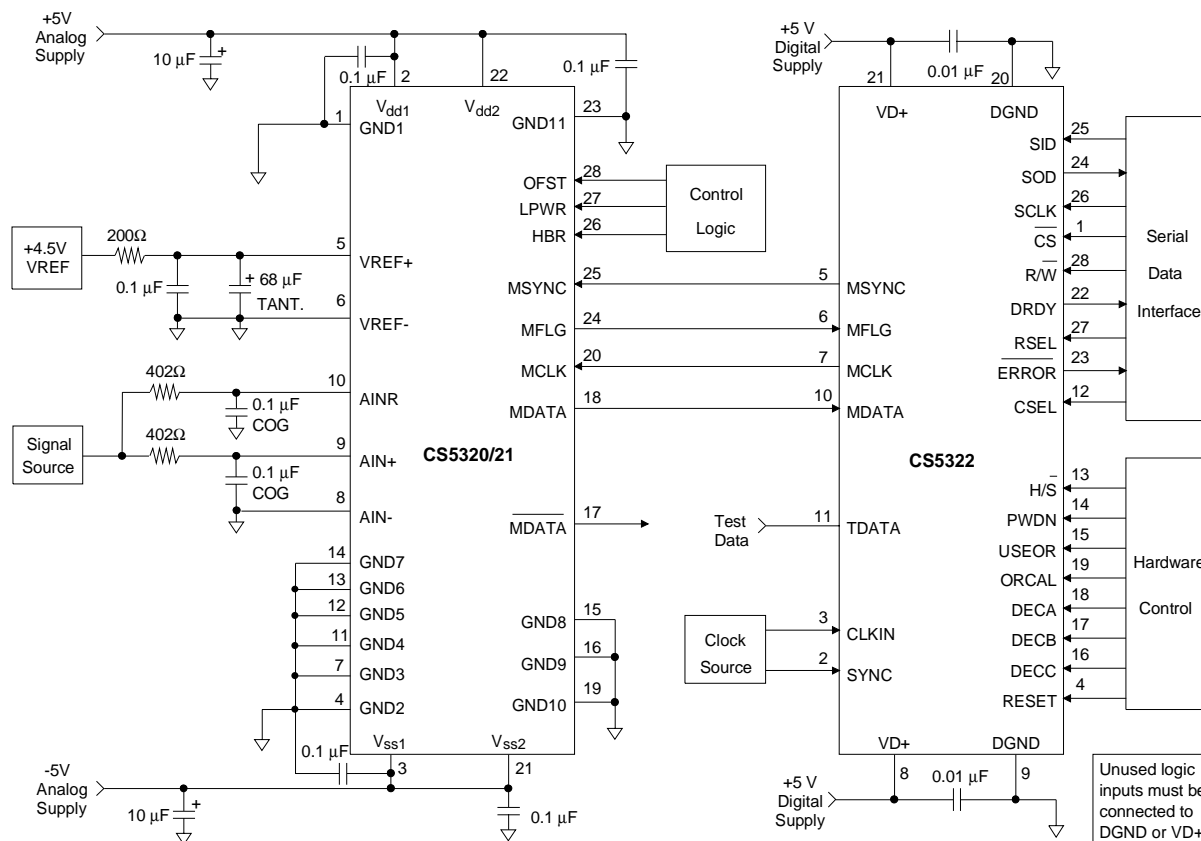 +5V
Analog
Supply
10 µF
+
0.1 µF
2
22
0.1 µF
Vdd1
Vdd2
1
GND1
23
GND11
28
OFST
27
LPWR
26
HBR
Control
Logic
+4.5V
VREF
200Ω
5
VREF+
0.1 µF
+ 68 µF
TANT.
6
VREF-
25
MSYNC
24
MFLG
20
MCLK
18
MDATA
402Ω
10
AINR
0.1 µF
COG
Signal
Source
402Ω
9
AIN+
0.1 µF
COG
8
AIN-
CS5320/21
17
MDATA
14
GND7
13
GND6
12
GND5
11
GND4
7
GND3
4
GND2
15
GND8
16
GND9
19
GND10
Vss1
Vss2
0.1 µF
3
21
-5V
Analog
Supply
10 µF
+
0.1 µF
+5 V
Digital
Supply
21
0.01 µF
20
VD+
DGND
25
SID
24
SOD
26
SCLK
1
CS
28
R/W
22
DRDY
27
RSEL
23
ERROR
12
CSEL
Serial
Data
Interface
5
MSYNC
6
MFLG
7
MCLK
10
MDATA
CS5322
Test
Data
11
TDATA
Clock
Source
3
CLKIN
2
SYNC
13
H/S
14
PWDN
15
USEOR
19
ORCAL
18
DECA
17
DECB
16
DECC
4
RESET
Hardware
Control
VD+
DGND
+5 V
Digital
Supply
8
0.01 µF
9
Unused logic
inputs must be
connected to
DGND or VD+